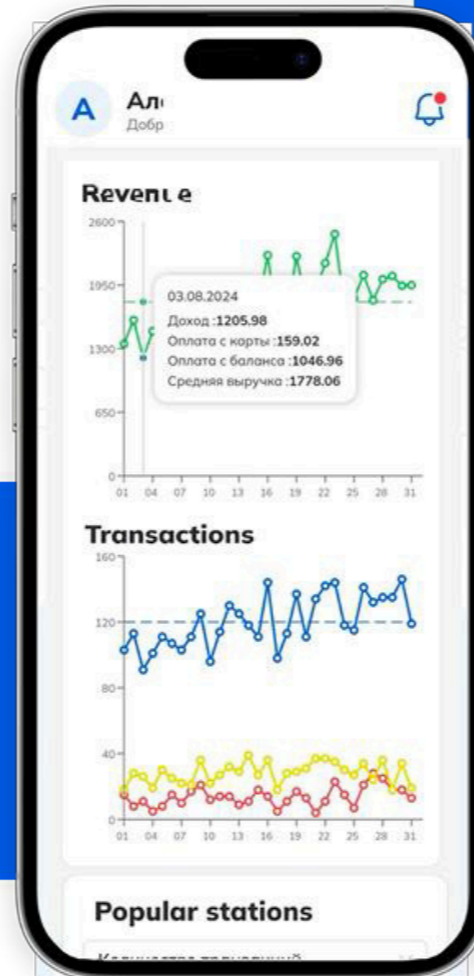 A
Ал
Добр
Revenue
2600
1950
1300
650
0
03.08.2024
Доход :1205.98
Оплата с карты :159.02
Оплата с баланса :1046.96
Средняя выручка :1778.06
01 04 07 10 13 16 19 22 25 28 31
Transactions
160
120
80
40
0
01 04 07 10 13 16 19 22 25 28 31
Popular stations